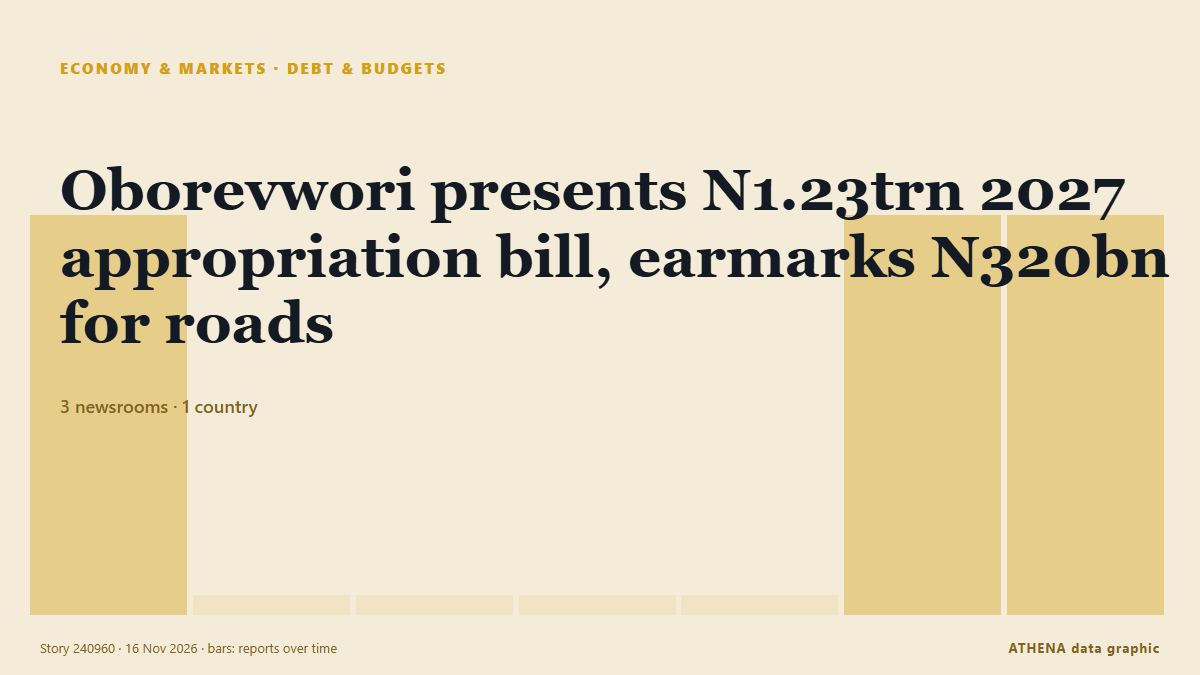 ECONOMY & MARKETS · DEBT & BUDGETS
Oborevwori presents N1.23trn 2027
appropriation bill, earmarks N320bn
for roads
3 newsrooms · 1 country
Story 240960 · 16 Nov 2026 · bars: reports over time
ATHENA data graphic